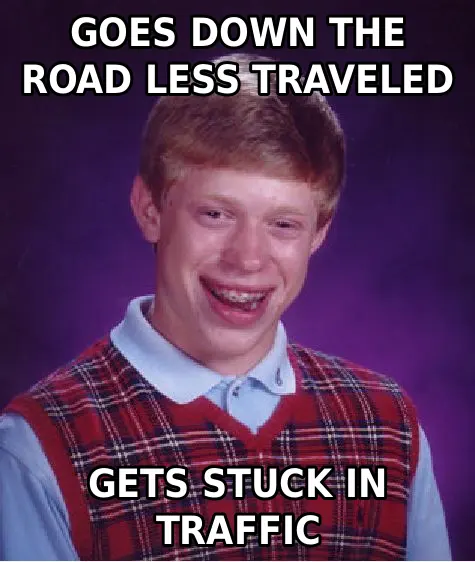 GOES DOWN THE
ROAD LESS TRAVELED
GETS STUCK IN
TRAFFIC